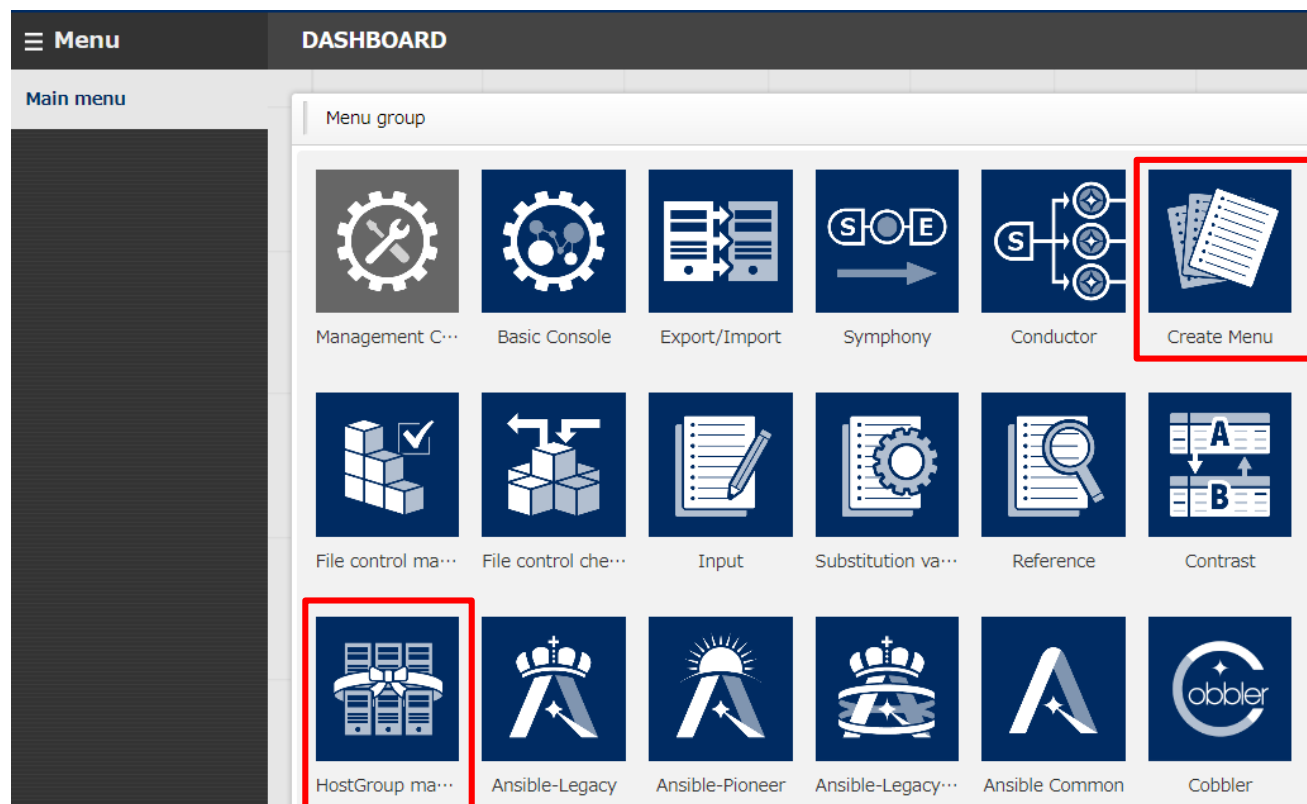 Menu
DASHBOARD
Main menu
Menu group
S E
S
Management C…
Basic Console
Export/Import
Symphony
Conductor
Create Menu
A
B
File control ma…
File control che…
Input
Substitution va…
Reference
Contrast
obbler
HostGroup ma…
Ansible-Legacy
Ansible-Pioneer
Ansible-Legacy…
Ansible Common
Cobbler